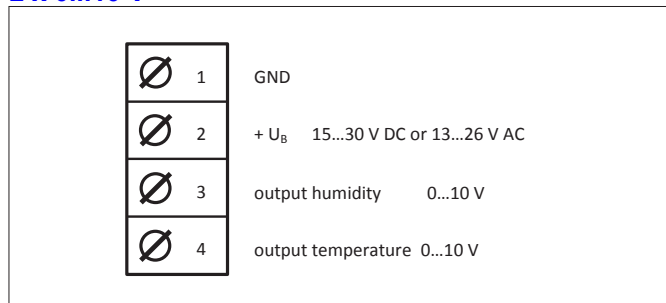 1 GND
2 + U_B 15...30 V DC or 13...26 V AC
3 output humidity 0...10 V
4 output temperature 0...10 V